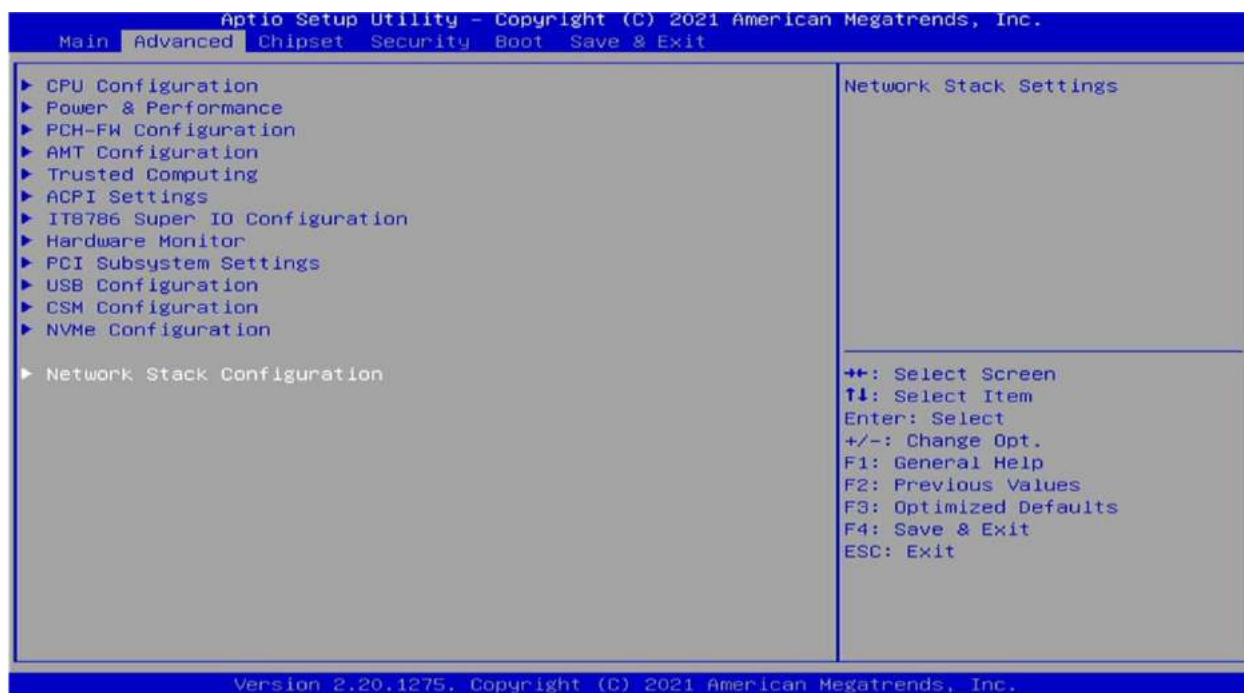 Aptio Setup Utility – Copyright (C) 2021 American Megatrends, Inc.
Main Advanced Chipset Security Boot Save & Exit
► CPU Configuration
► Power & Performance
► PCH-FW Configuration
► AMT Configuration
► Trusted Computing
► ACPI Settings
► IT8786 Super IO Configuration
► Hardware Monitor
► PCI Subsystem Settings
► USB Configuration
► CSM Configuration
► NVMe Configuration
► Network Stack Configuration
Network Stack Settings
→←: Select Screen
↑↓: Select Item
Enter: Select
+/-: Change Opt.
F1: General Help
F2: Previous Values
F3: Optimized Defaults
F4: Save & Exit
ESC: Exit
Version 2.20.1275. Copyright (C) 2021 American Megatrends, Inc.